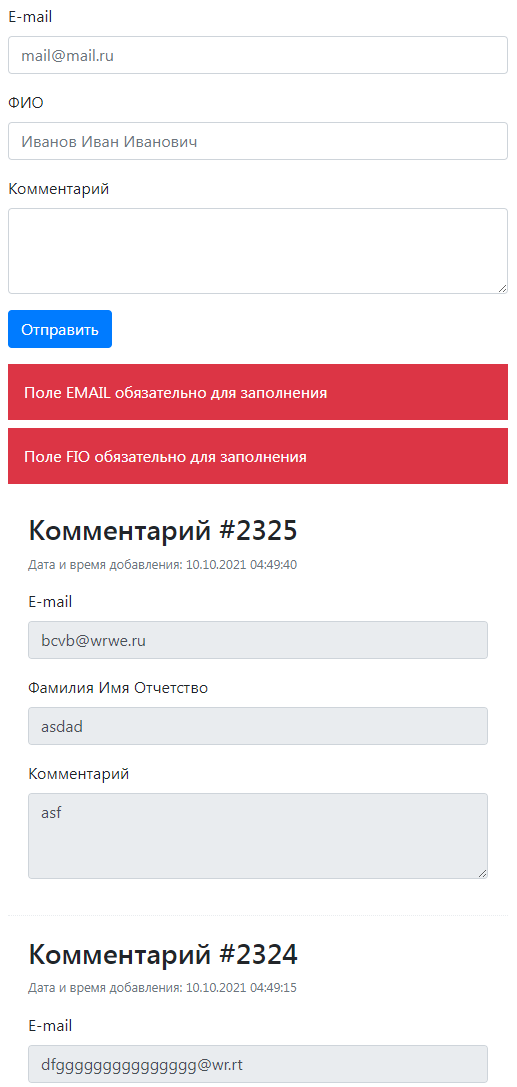 E-mail
mail@mail.ru
ФИО
Иванов Иван Иванович
Комментарий
Отправить
Поле EMAIL обязательно для заполнения
Поле FIO обязательно для заполнения
Комментарий #2325
Дата и время добавления: 10.10.2021 04:49:40
E-mail
bcvb@wrwe.ru
Фамилия Имя Отчетство
asdad
Комментарий
asf
Комментарий #2324
Дата и время добавления: 10.10.2021 04:49:15
E-mail
dfggggggggggggggg@wr.rt